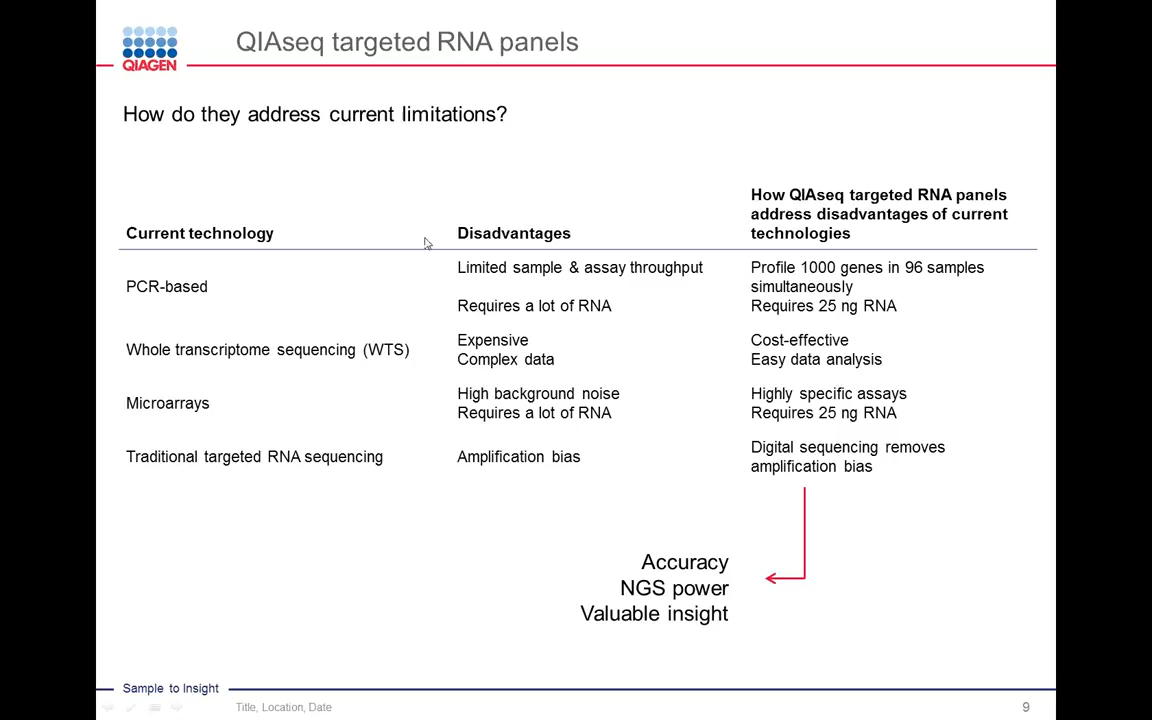 QIAGEN
QIAseq targeted RNA panels
How do they address current limitations?
How QIAseq targeted RNA panels
address disadvantages of current
technologies
Current technology
Disadvantages
PCR-based
Limited sample & assay throughput
Requires a lot of RNA
Profile 1000 genes in 96 samples
simultaneously
Requires 25 ng RNA
Whole transcriptome sequencing (WTS)
Expensive
Complex data
Cost-effective
Easy data analysis
Microarrays
High background noise
Requires a lot of RNA
Highly specific assays
Requires 25 ng RNA
Traditional targeted RNA sequencing
Amplification bias
Digital sequencing removes
amplification bias
Accuracy
NGS power
Valuable insight
Sample to Insight
Title, Location, Date
9